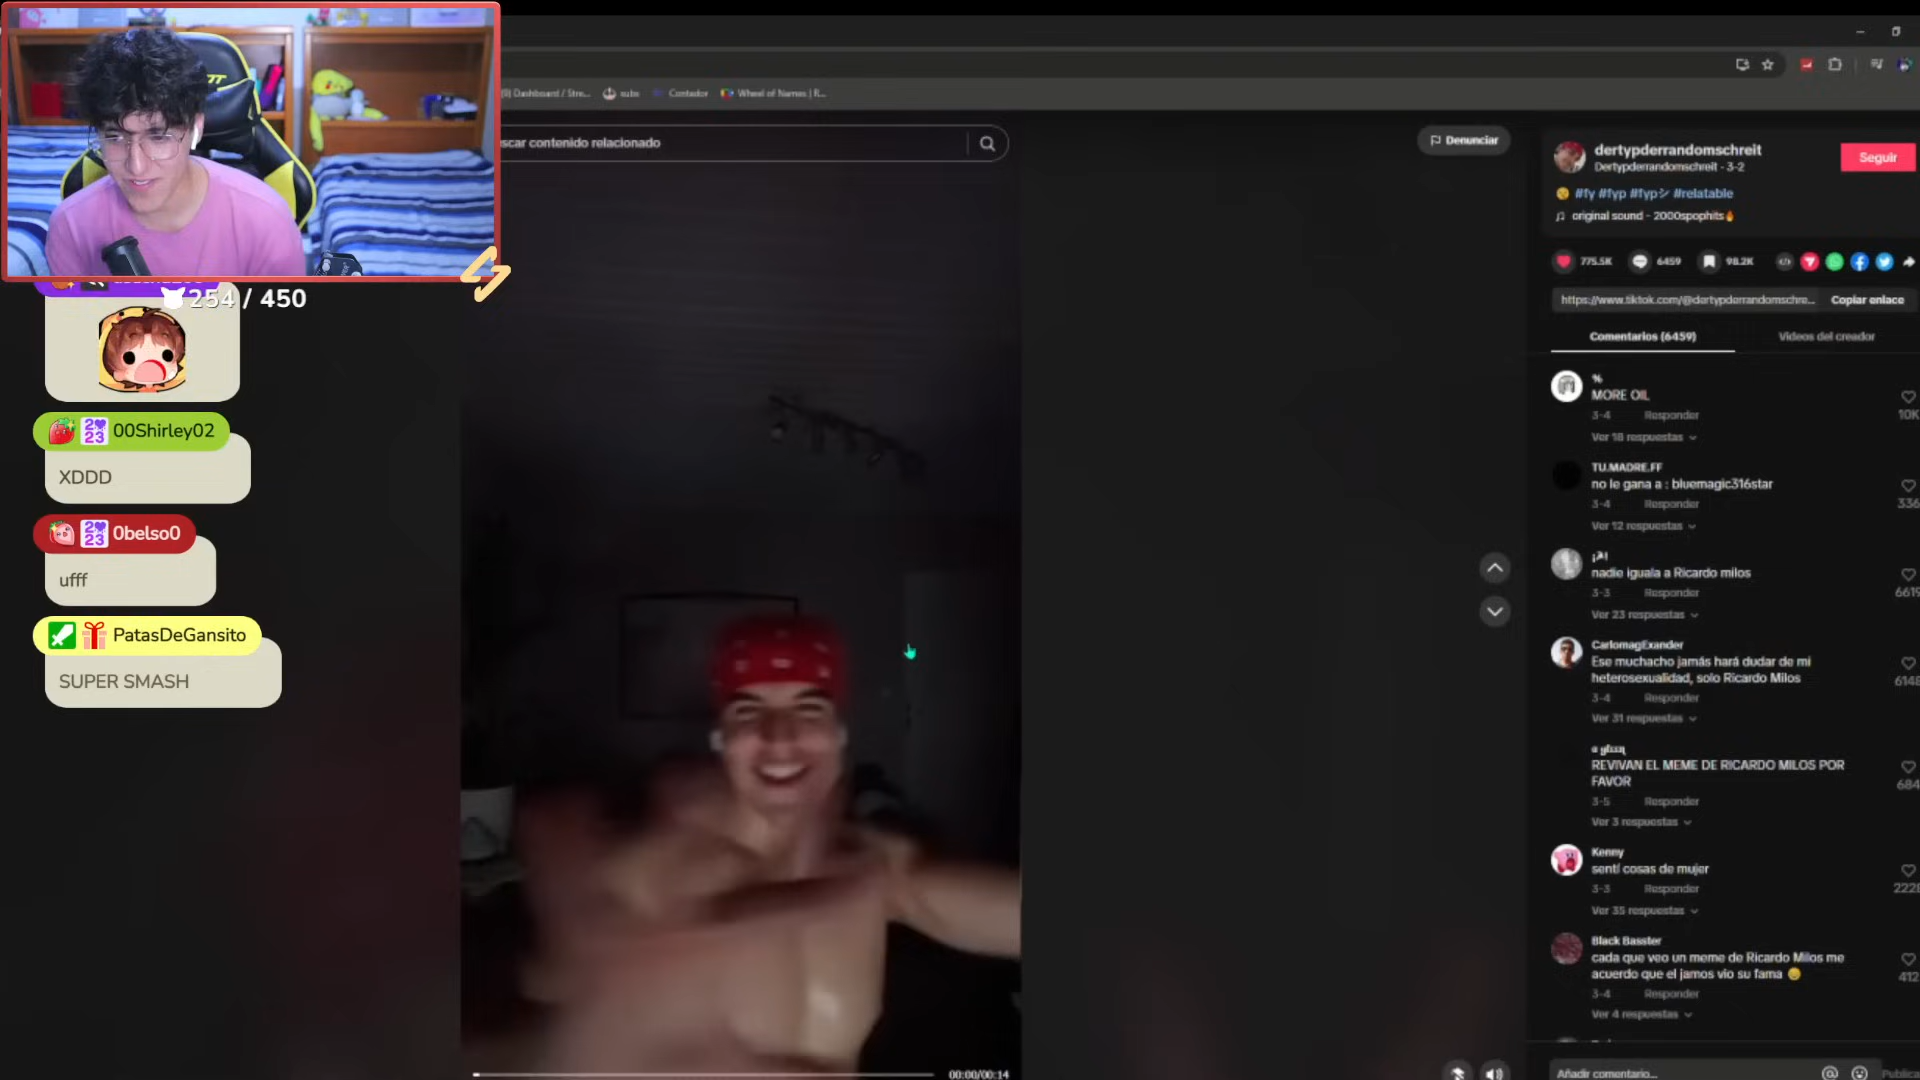 Dashboard / Stre...
subs
Contador
Wheel of Names | R...
scar contenido relacionado
Denunciar
dertypderrandomschreit
Dertypderrandomschreit · 3-2
Seguir
#fy #fyp #fypシ #relatable
original sound - 2000spophits
775.5K
6459
98.2K
https://www.tiktok.com/@dertypderrandomschre...
Copiar enlace
Comentarios (6459)
Videos del creador
%
MORE OIL
3-4 Responder
10K
Ver 18 respuestas
TU.MADRE.FF
no le gana a : bluemagic316star
3-4 Responder
336
Ver 12 respuestas
nadie iguala a Ricardo milos
3-3 Responder
6619
Ver 23 respuestas
CarlomagExander
Ese muchacho jamás hará dudar de mi
heterosexualidad, solo Ricardo Milos
3-4 Responder
6148
Ver 31 respuestas
REVIVAN EL MEME DE RICARDO MILOS POR
FAVOR
3-5 Responder
684
Ver 3 respuestas
Kenny
sentí cosas de mujer
3-3 Responder
2228
Ver 35 respuestas
Black Basster
cada que veo un meme de Ricardo Milos me
acuerdo que el jamos vio su fama
3-4 Responder
412
Ver 4 respuestas
Añadir comentario...
Publica
254 / 450
00Shirley02
XDDD
0belso0
ufff
PatasDeGansito
SUPER SMASH
00:00/00:14